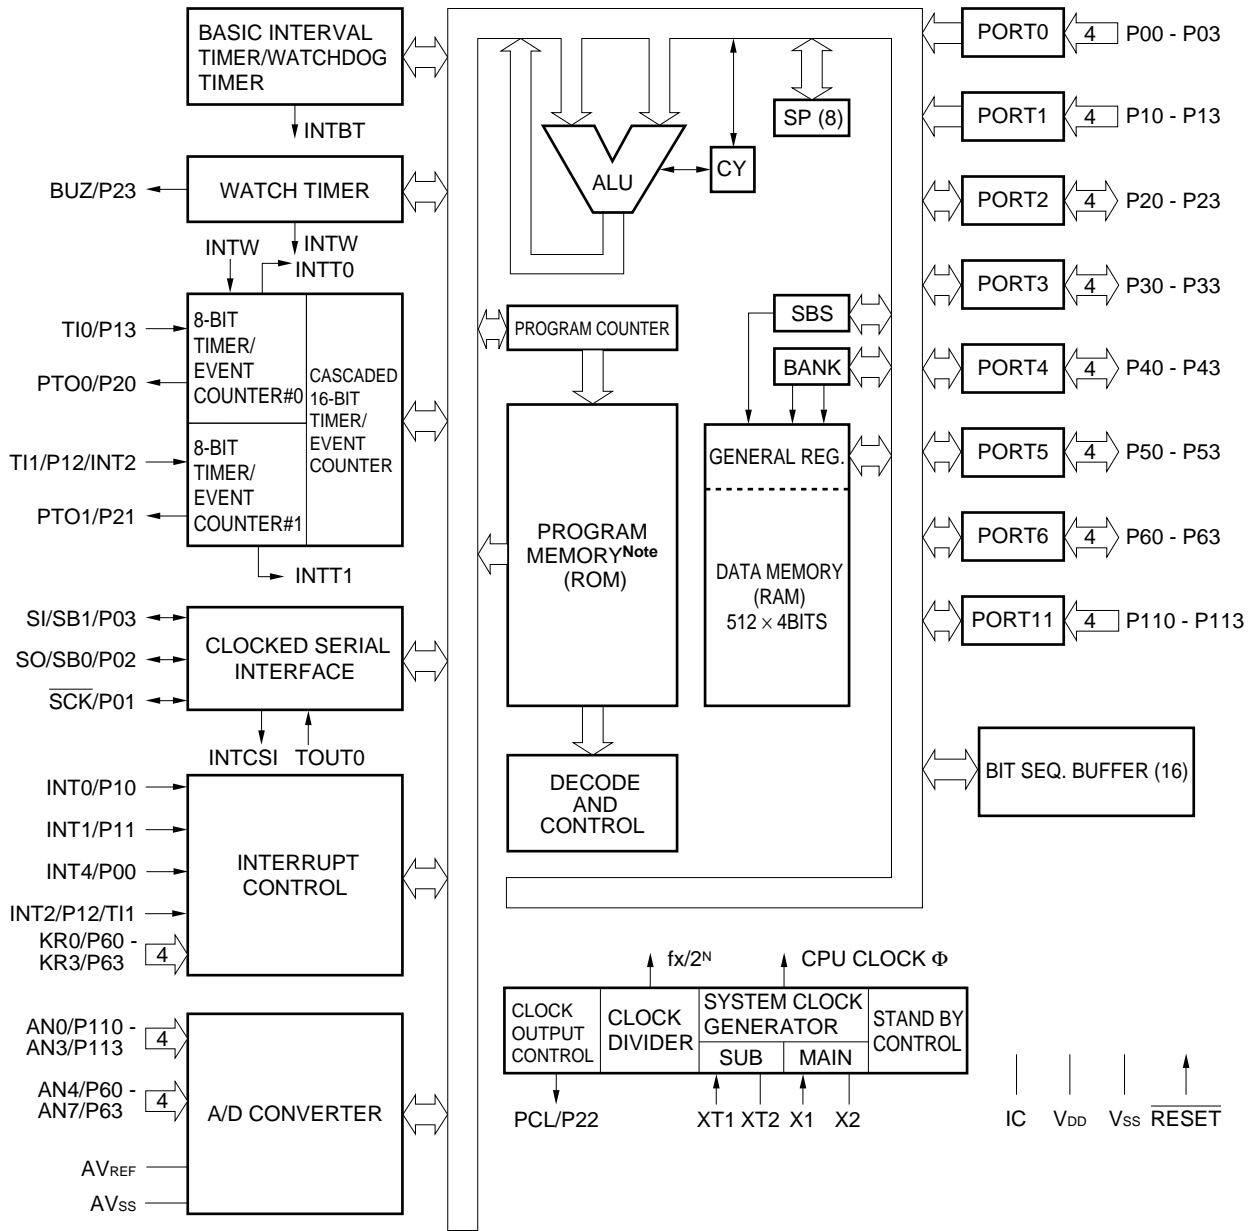 BASIC INTERVAL
TIMER/WATCHDOG
TIMER
INTBT
BUZ/P23
WATCH TIMER
INTW
INTW
INTT0
TI0/P13
PTO0/P20
TI1/P12/INT2
PTO1/P21
8-BIT
TIMER/
EVENT
COUNTER#0
8-BIT
TIMER/
EVENT
COUNTER#1
CASCADED
16-BIT
TIMER/
EVENT
COUNTER
INTT1
SI/SB1/P03
SO/SB0/P02
SCK/P01
CLOCKED SERIAL
INTERFACE
INTCSI
TOUT0
INT0/P10
INT1/P11
INT4/P00
INT2/P12/TI1
KR0/P60 -
KR3/P63
4
INTERRUPT
CONTROL
AN0/P110 -
AN3/P113
4
AN4/P60 -
AN7/P63
4
AVREF
AVSS
A/D CONVERTER
ALU
CY
SP (8)
PROGRAM COUNTER
PROGRAM
MEMORYNote
(ROM)
DECODE
AND
CONTROL
SBS
BANK
GENERAL REG.
DATA MEMORY
(RAM)
512 × 4BITS
PORT0
4
P00 - P03
PORT1
4
P10 - P13
PORT2
4
P20 - P23
PORT3
4
P30 - P33
PORT4
4
P40 - P43
PORT5
4
P50 - P53
PORT6
4
P60 - P63
PORT11
4
P110 - P113
BIT SEQ. BUFFER (16)
fx/2N
CPU CLOCK Φ
CLOCK
OUTPUT
CONTROL
CLOCK
DIVIDER
SYSTEM CLOCK
GENERATOR
SUB
MAIN
STAND BY
CONTROL
PCL/P22
XT1
XT2
X1
X2
IC
VDD
VSS
RESET